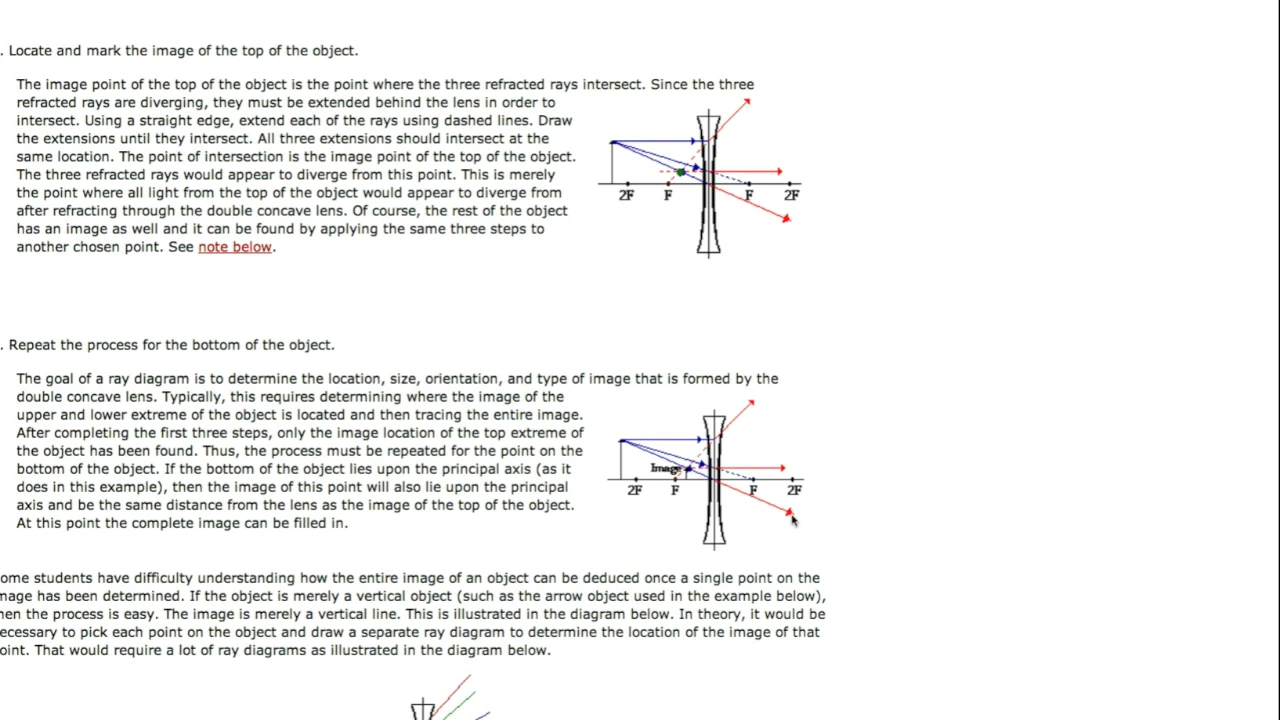 . Locate and mark the image of the top of the object.
The image point of the top of the object is the point where the three refracted rays intersect. Since the three
refracted rays are diverging, they must be extended behind the lens in order to
intersect. Using a straight edge, extend each of the rays using dashed lines. Draw
the extensions until they intersect. All three extensions should intersect at the
same location. The point of intersection is the image point of the top of the object.
The three refracted rays would appear to diverge from this point. This is merely
the point where all light from the top of the object would appear to diverge from
after refracting through the double concave lens. Of course, the rest of the object
has an image as well and it can be found by applying the same three steps to
another chosen point. See note below.
2F F F 2F
. Repeat the process for the bottom of the object.
The goal of a ray diagram is to determine the location, size, orientation, and type of image that is formed by the
double concave lens. Typically, this requires determining where the image of the
upper and lower extreme of the object is located and then tracing the entire image.
After completing the first three steps, only the image location of the top extreme of
the object has been found. Thus, the process must be repeated for the point on the
bottom of the object. If the bottom of the object lies upon the principal axis (as it
does in this example), then the image of this point will also lie upon the principal
axis and be the same distance from the lens as the image of the top of the object.
At this point the complete image can be filled in.
Image
2F F F 2F
ome students have difficulty understanding how the entire image of an object can be deduced once a single point on the
mage has been determined. If the object is merely a vertical object (such as the arrow object used in the example below),
hen the process is easy. The image is merely a vertical line. This is illustrated in the diagram below. In theory, it would be
ecessary to pick each point on the object and draw a separate ray diagram to determine the location of the image of that
oint. That would require a lot of ray diagrams as illustrated in the diagram below.